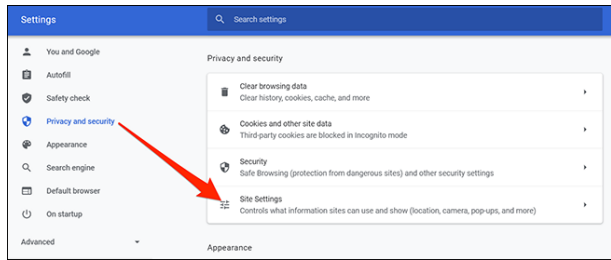 Settings
Search settings
You and Google
Autofill
Safety check
Privacy and security
Appearance
Search engine
Default browser
On startup
Advanced
Privacy and security
Clear browsing data
Clear history, cookies, cache, and more
Cookies and other site data
Third-party cookies are blocked in Incognito mode
Security
Safe Browsing (protection from dangerous sites) and other security settings
Site Settings
Controls what information sites can use and show (location, camera, pop-ups, and more)
Appearance